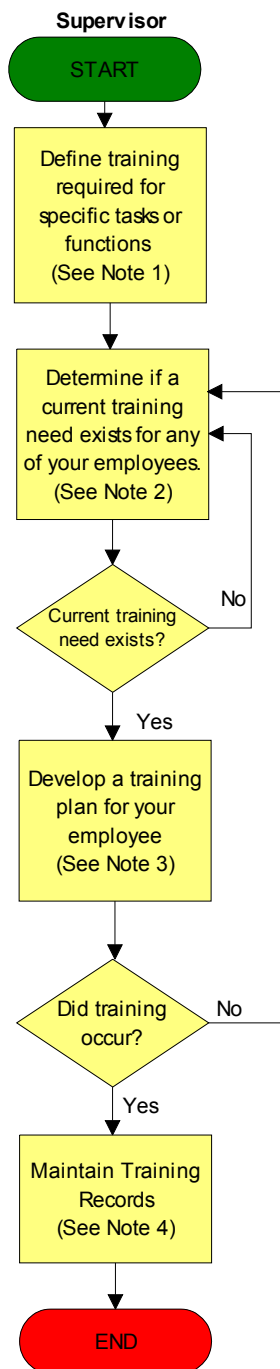 Supervisor
START
Define training
required for
specific tasks or
functions
(See Note 1)
Determine if a
current training
need exists for any
of your employees.
(See Note 2)
Current training
need exists?
No
Yes
Develop a training
plan for your
employee
(See Note 3)
Did training
occur?
No
Yes
Maintain Training
Records
(See Note 4)
END